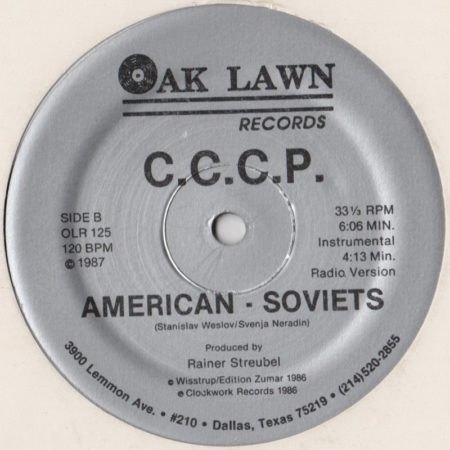 OAK LAWN
RECORDS
C.C.C.P.
SIDE B
OLR 125
120 BPM
© 1987
33⅓ RPM
6:06 MIN.
Instrumental
4:13 Min.
Radio Version
AMERICAN - SOVIETS
(Stanislav Weslov/Svenja Neradin)
Produced by
Rainer Streubel
℗ Wisstrup/Edition Zumar 1986
℗ Clockwork Records 1986
3900 Lemmon Ave. • #210 • Dallas, Texas 75219 • (214)520-2855